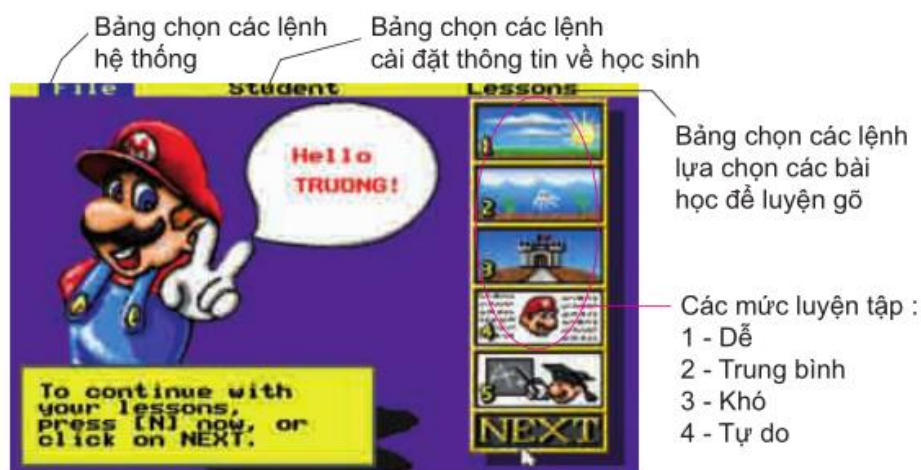 Bảng chọn các lệnh
hệ thống
Bảng chọn các lệnh
cài đặt thông tin về học sinh
File
Student
Lessons
Hello
TRUONG!
1
2
3
4
5
NEXT
To continue with
your lessons,
press [N] now, or
click on NEXT.
Bảng chọn các lệnh
lựa chọn các bài
học để luyện gõ
Các mức luyện tập :
1 - Dễ
2 - Trung bình
3 - Khó
4 - Tự do
M